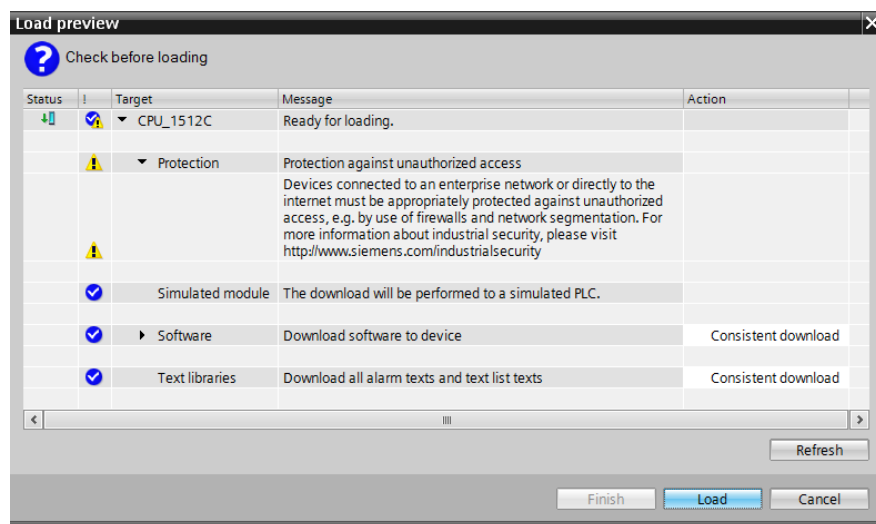 Load preview
Check before loading
Status ! Target Message Action
CPU_1512C Ready for loading.
Protection Protection against unauthorized access
Devices connected to an enterprise network or directly to the
internet must be appropriately protected against unauthorized
access, e.g. by use of firewalls and network segmentation. For
more information about industrial security, please visit
http://www.siemens.com/industrialsecurity
Simulated module The download will be performed to a simulated PLC.
Software Download software to device Consistent download
Text libraries Download all alarm texts and text list texts Consistent download
Refresh
Finish Load Cancel